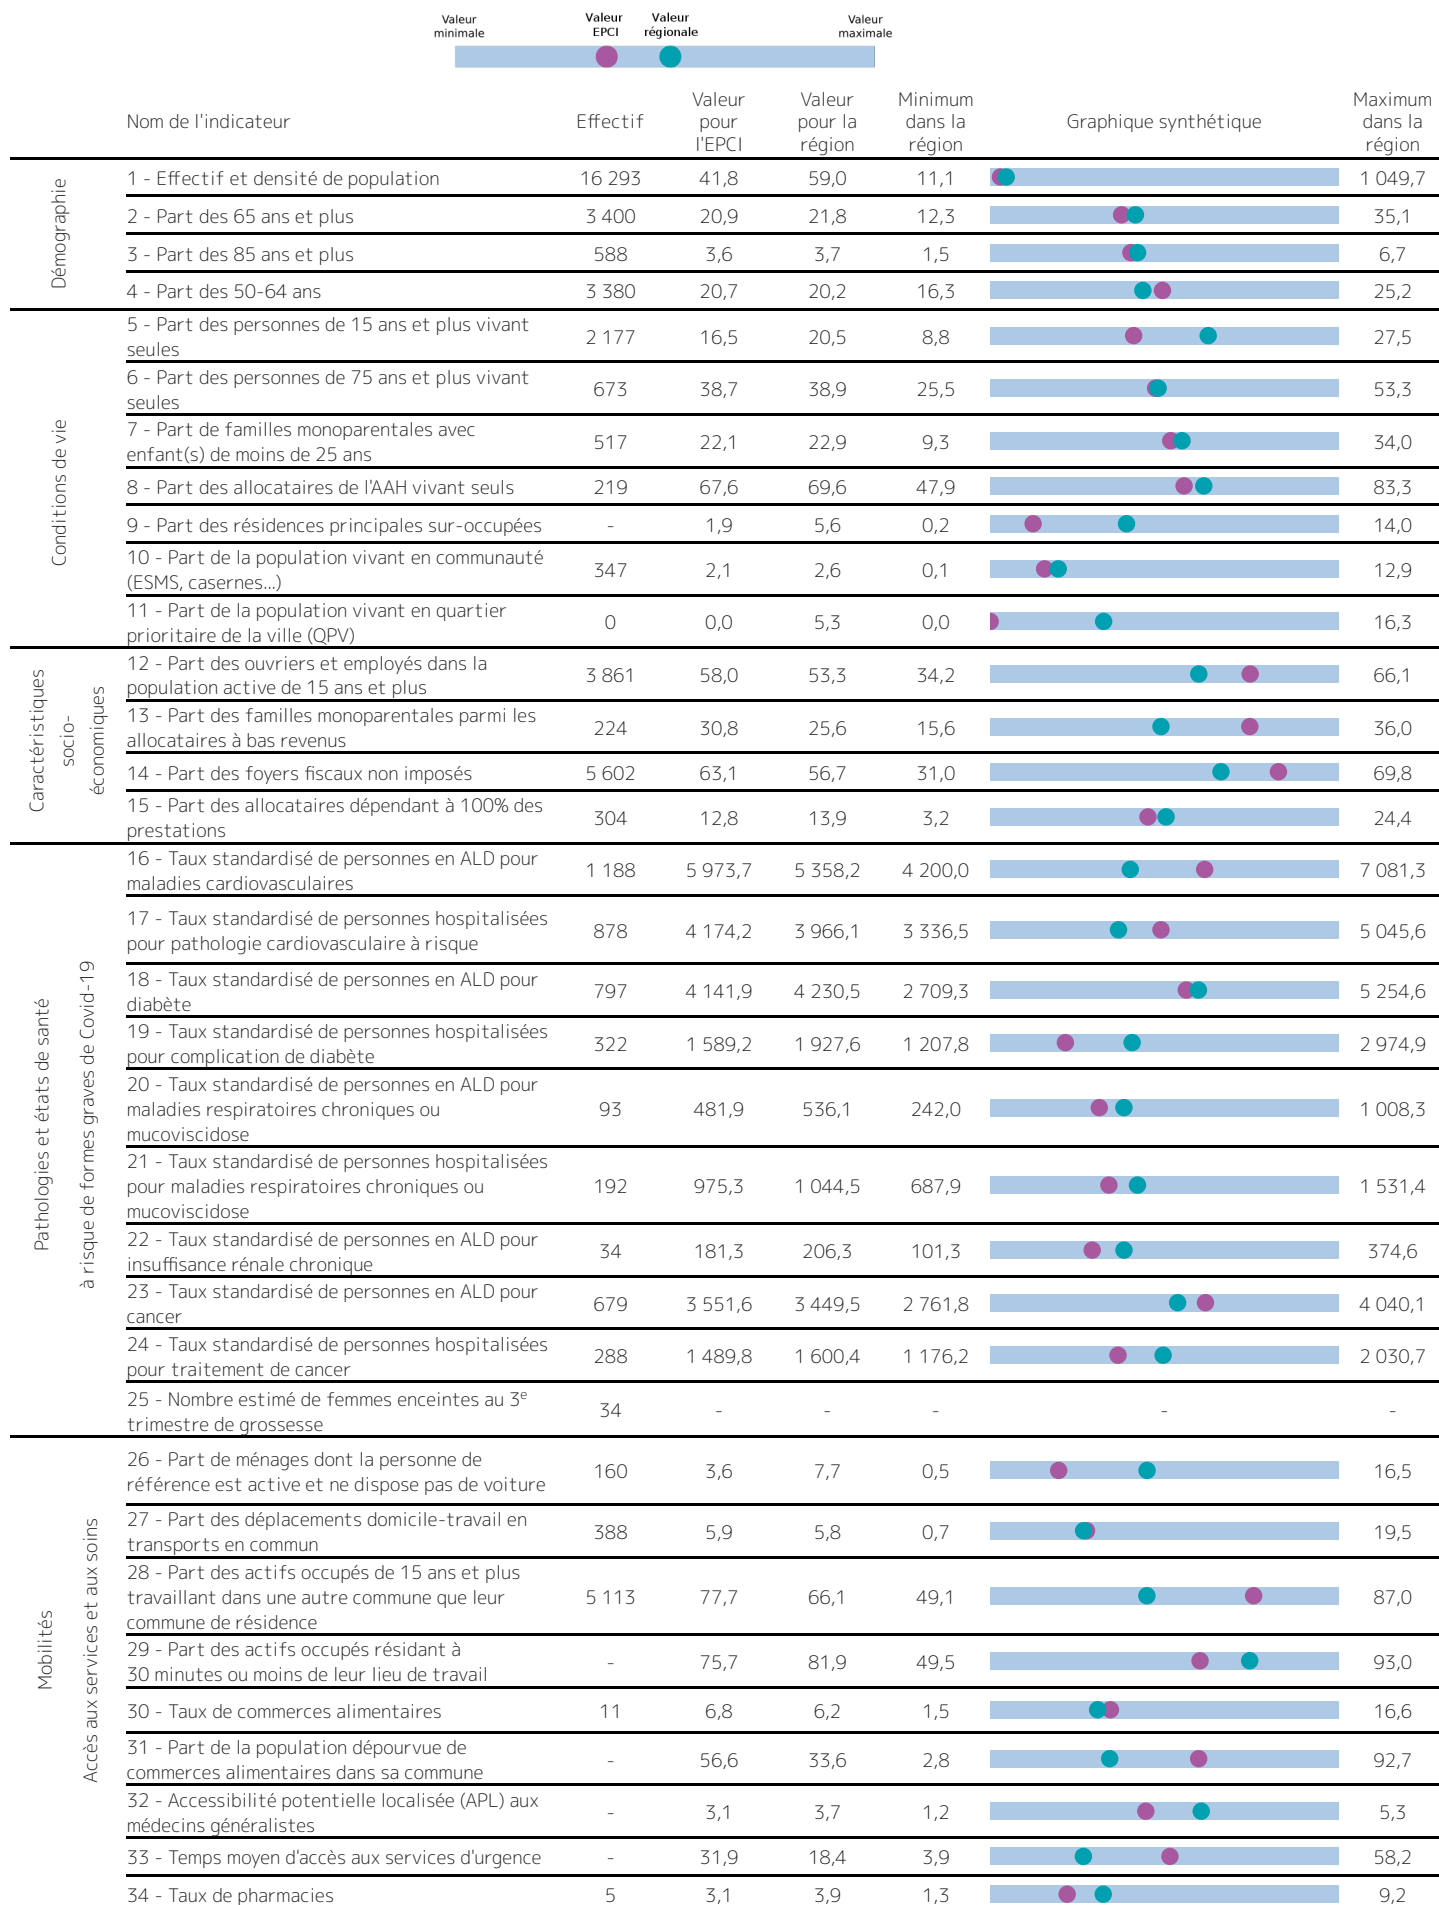 Valeur minimale
Valeur EPCI
Valeur régionale
Valeur maximale
Nom de l'indicateur Effectif Valeur pour l'EPCI Valeur pour la région Minimum dans la région Graphique synthétique Maximum dans la région
Démographie
1 - Effectif et densité de population 16 293 41,8 59,0 11,1 1 049,7
2 - Part des 65 ans et plus 3 400 20,9 21,8 12,3 35,1
3 - Part des 85 ans et plus 588 3,6 3,7 1,5 6,7
4 - Part des 50-64 ans 3 380 20,7 20,2 16,3 25,2
Conditions de vie
5 - Part des personnes de 15 ans et plus vivant
seules 2 177 16,5 20,5 8,8 27,5
6 - Part des personnes de 75 ans et plus vivant
seules 673 38,7 38,9 25,5 53,3
7 - Part de familles monoparentales avec
enfant(s) de moins de 25 ans 517 22,1 22,9 9,3 34,0
8 - Part des allocataires de l'AAH vivant seuls 219 67,6 69,6 47,9 83,3
9 - Part des résidences principales sur-occupées - 1,9 5,6 0,2 14,0
10 - Part de la population vivant en communauté
(ESMS, casernes...) 347 2,1 2,6 0,1 12,9
11 - Part de la population vivant en quartier
prioritaire de la ville (QPV) 0 0,0 5,3 0,0 16,3
Caractéristiques
socio-
économiques
12 - Part des ouvriers et employés dans la
population active de 15 ans et plus 3 861 58,0 53,3 34,2 66,1
13 - Part des familles monoparentales parmi les
allocataires à bas revenus 224 30,8 25,6 15,6 36,0
14 - Part des foyers fiscaux non imposés 5 602 63,1 56,7 31,0 69,8
15 - Part des allocataires dépendant à 100% des
prestations 304 12,8 13,9 3,2 24,4
Pathologies et états de santé
à risque de formes graves de Covid-19
16 - Taux standardisé de personnes en ALD pour
maladies cardiovasculaires 1 188 5 973,7 5 358,2 4 200,0 7 081,3
17 - Taux standardisé de personnes hospitalisées
pour pathologie cardiovasculaire à risque 878 4 174,2 3 966,1 3 336,5 5 045,6
18 - Taux standardisé de personnes en ALD pour
diabète 797 4 141,9 4 230,5 2 709,3 5 254,6
19 - Taux standardisé de personnes hospitalisées
pour complication de diabète 322 1 589,2 1 927,6 1 207,8 2 974,9
20 - Taux standardisé de personnes en ALD pour
maladies respiratoires chroniques ou
mucoviscidose 93 481,9 536,1 242,0 1 008,3
21 - Taux standardisé de personnes hospitalisées
pour maladies respiratoires chroniques ou
mucoviscidose 192 975,3 1 044,5 687,9 1 531,4
22 - Taux standardisé de personnes en ALD pour
insuffisance rénale chronique 34 181,3 206,3 101,3 374,6
23 - Taux standardisé de personnes en ALD pour
cancer 679 3 551,6 3 449,5 2 761,8 4 040,1
24 - Taux standardisé de personnes hospitalisées
pour traitement de cancer 288 1 489,8 1 600,4 1 176,2 2 030,7
25 - Nombre estimé de femmes enceintes au 3e
trimestre de grossesse 34 - - - - -
Mobilités
Accès aux services et aux soins
26 - Part de ménages dont la personne de
référence est active et ne dispose pas de voiture 160 3,6 7,7 0,5 16,5
27 - Part des déplacements domicile-travail en
transports en commun 388 5,9 5,8 0,7 19,5
28 - Part des actifs occupés de 15 ans et plus
travaillant dans une autre commune que leur
commune de résidence 5 113 77,7 66,1 49,1 87,0
29 - Part des actifs occupés résidant à
30 minutes ou moins de leur lieu de travail - 75,7 81,9 49,5 93,0
30 - Taux de commerces alimentaires 11 6,8 6,2 1,5 16,6
31 - Part de la population dépourvue de
commerces alimentaires dans sa commune - 56,6 33,6 2,8 92,7
32 - Accessibilité potentielle localisée (APL) aux
médecins généralistes - 3,1 3,7 1,2 5,3
33 - Temps moyen d'accès aux services d'urgence - 31,9 18,4 3,9 58,2
34 - Taux de pharmacies 5 3,1 3,9 1,3 9,2